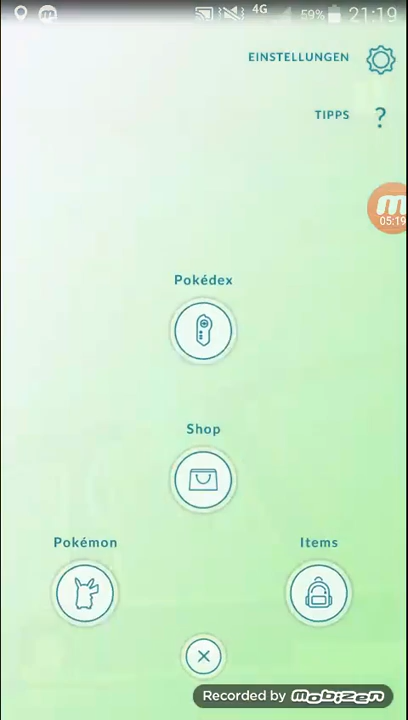 4G 59% 21:19
EINSTELLUNGEN
TIPPS ?
05:19
Pokédex
Shop
Pokémon
Items
Recorded by mobizen